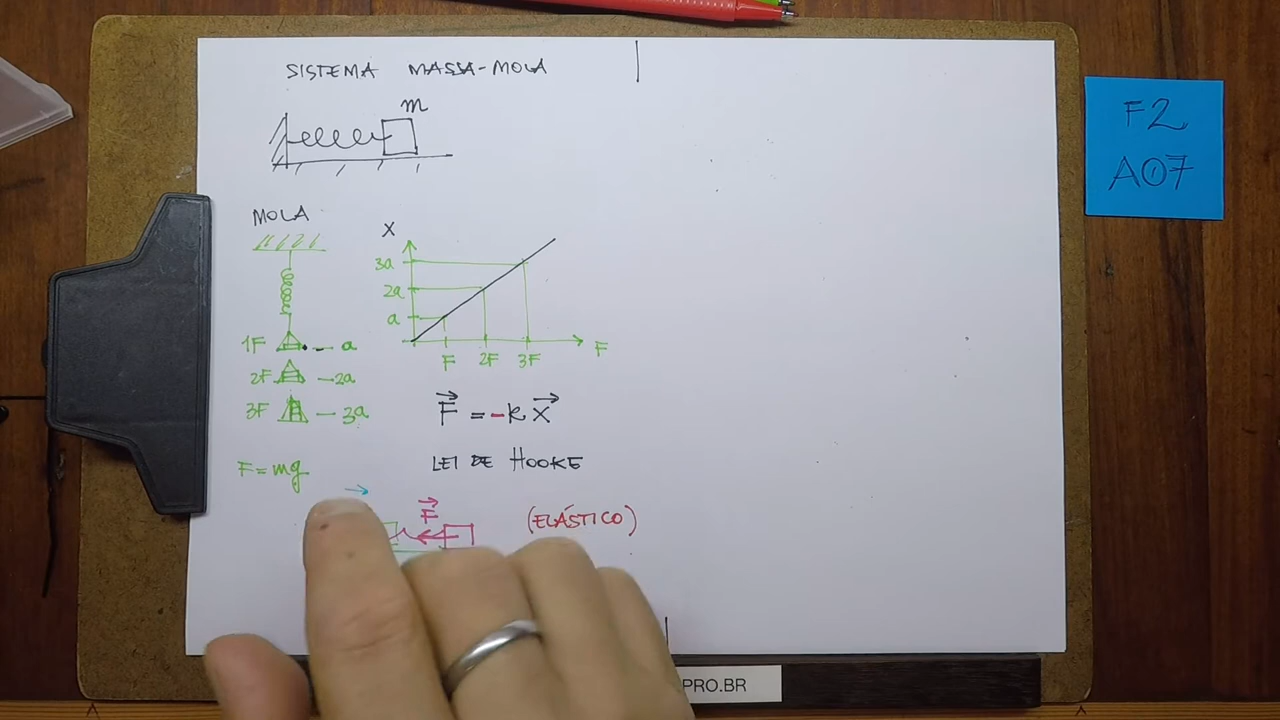 SISTEMA MASSA-MOLA
m
MOLA
X
3a
2a
a
F 2F 3F F
1F a
2F 2a
3F 3a
F = -k x
LEI DE HOOKE
F = mg
F
(ELÁSTICO)
F2
A07
PRO.BR